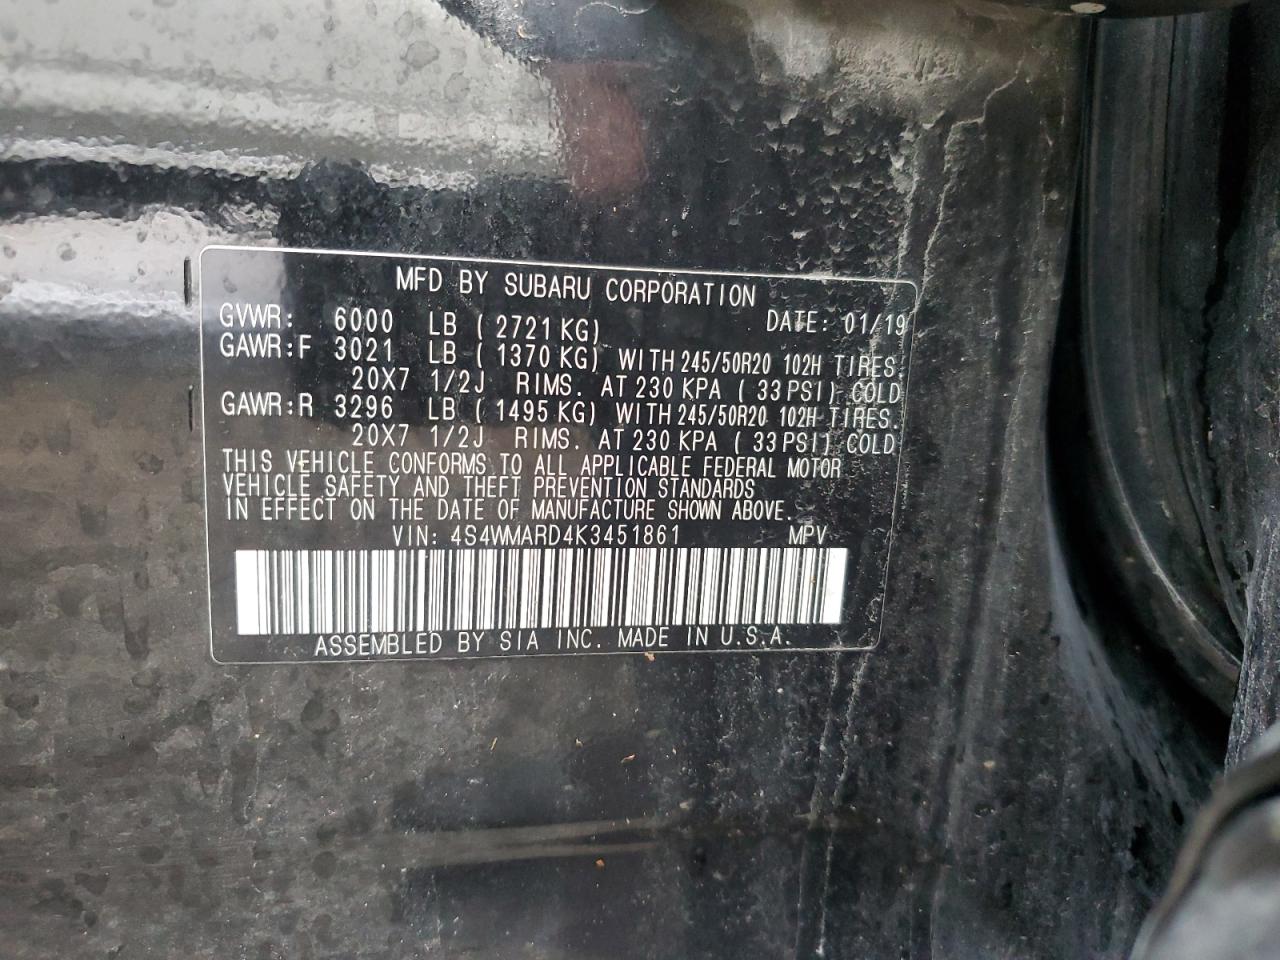 MFD BY SUBARU CORPORATION
GVWR: 6000 LB ( 2721 KG) DATE: 01/19
GAWR:F 3021 LB ( 1370 KG) WITH 245/50R20 102H TIRES,
20X7 1/2J RIMS. AT 230 KPA ( 33 PSI) COLD
GAWR:R 3296 LB ( 1495 KG) WITH 245/50R20 102H TIRES.
20X7 1/2J RIMS. AT 230 KPA ( 33 PSI) COLD
THIS VEHICLE CONFORMS TO ALL APPLICABLE FEDERAL MOTOR
VEHICLE SAFETY AND THEFT PREVENTION STANDARDS
IN EFFECT ON THE DATE OF MANUFACTURE SHOWN ABOVE.
VIN: 4S4WMARD4K3451861 MPV
ASSEMBLED BY SIA INC. MADE IN U.S.A.